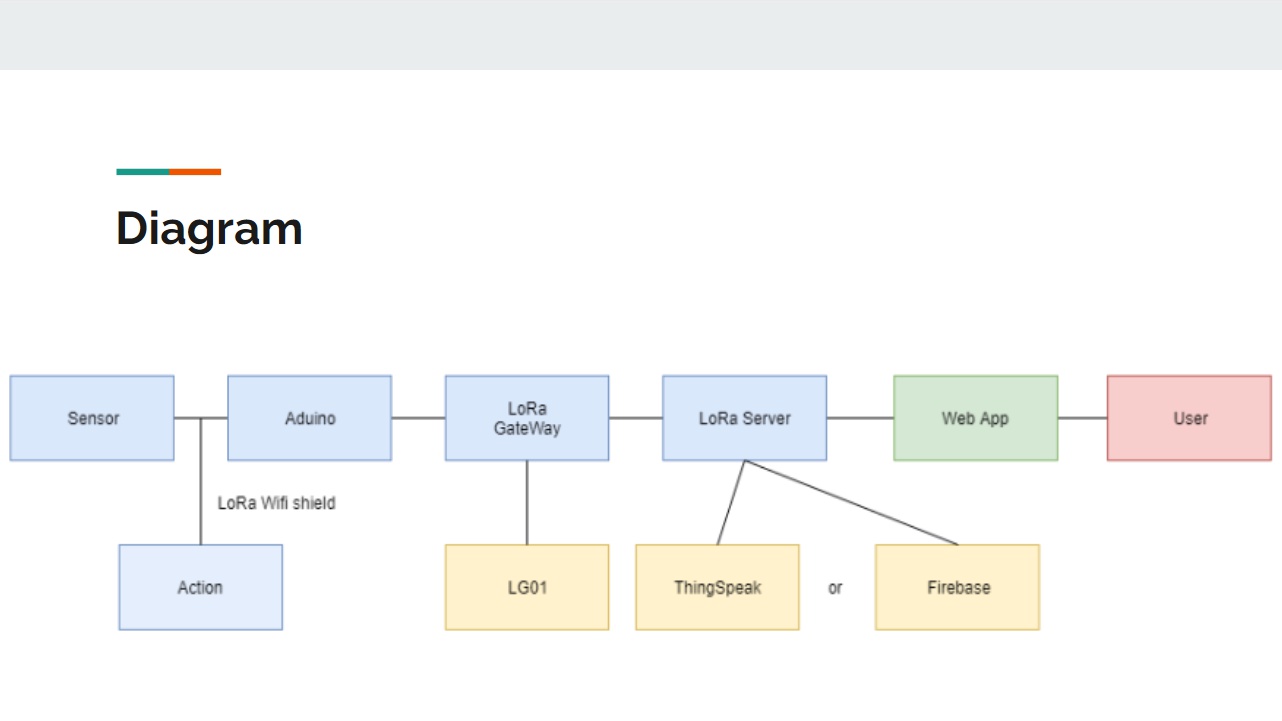 Diagram
Sensor
Aduino
LoRa
GateWay
LoRa Server
Web App
User
LoRa Wifi shield
Action
LG01
ThingSpeak
or
Firebase